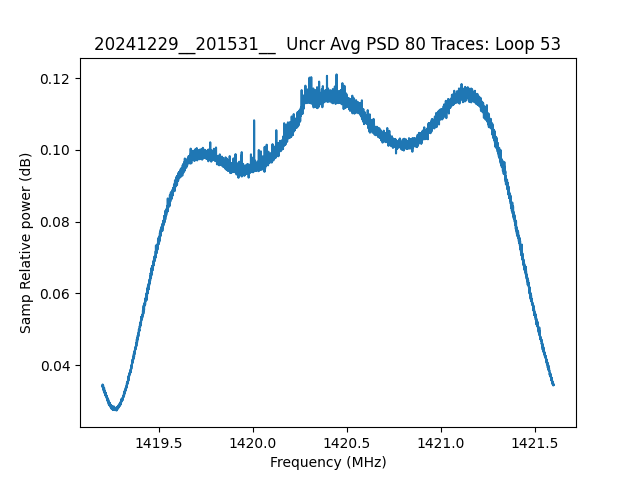 20241229__201531__  Uncr Avg PSD 80 Traces: Loop 53
0.12
0.10
0.08
0.06
0.04
Samp Relative power (dB)
1419.5 1420.0 1420.5 1421.0 1421.5
Frequency (MHz)